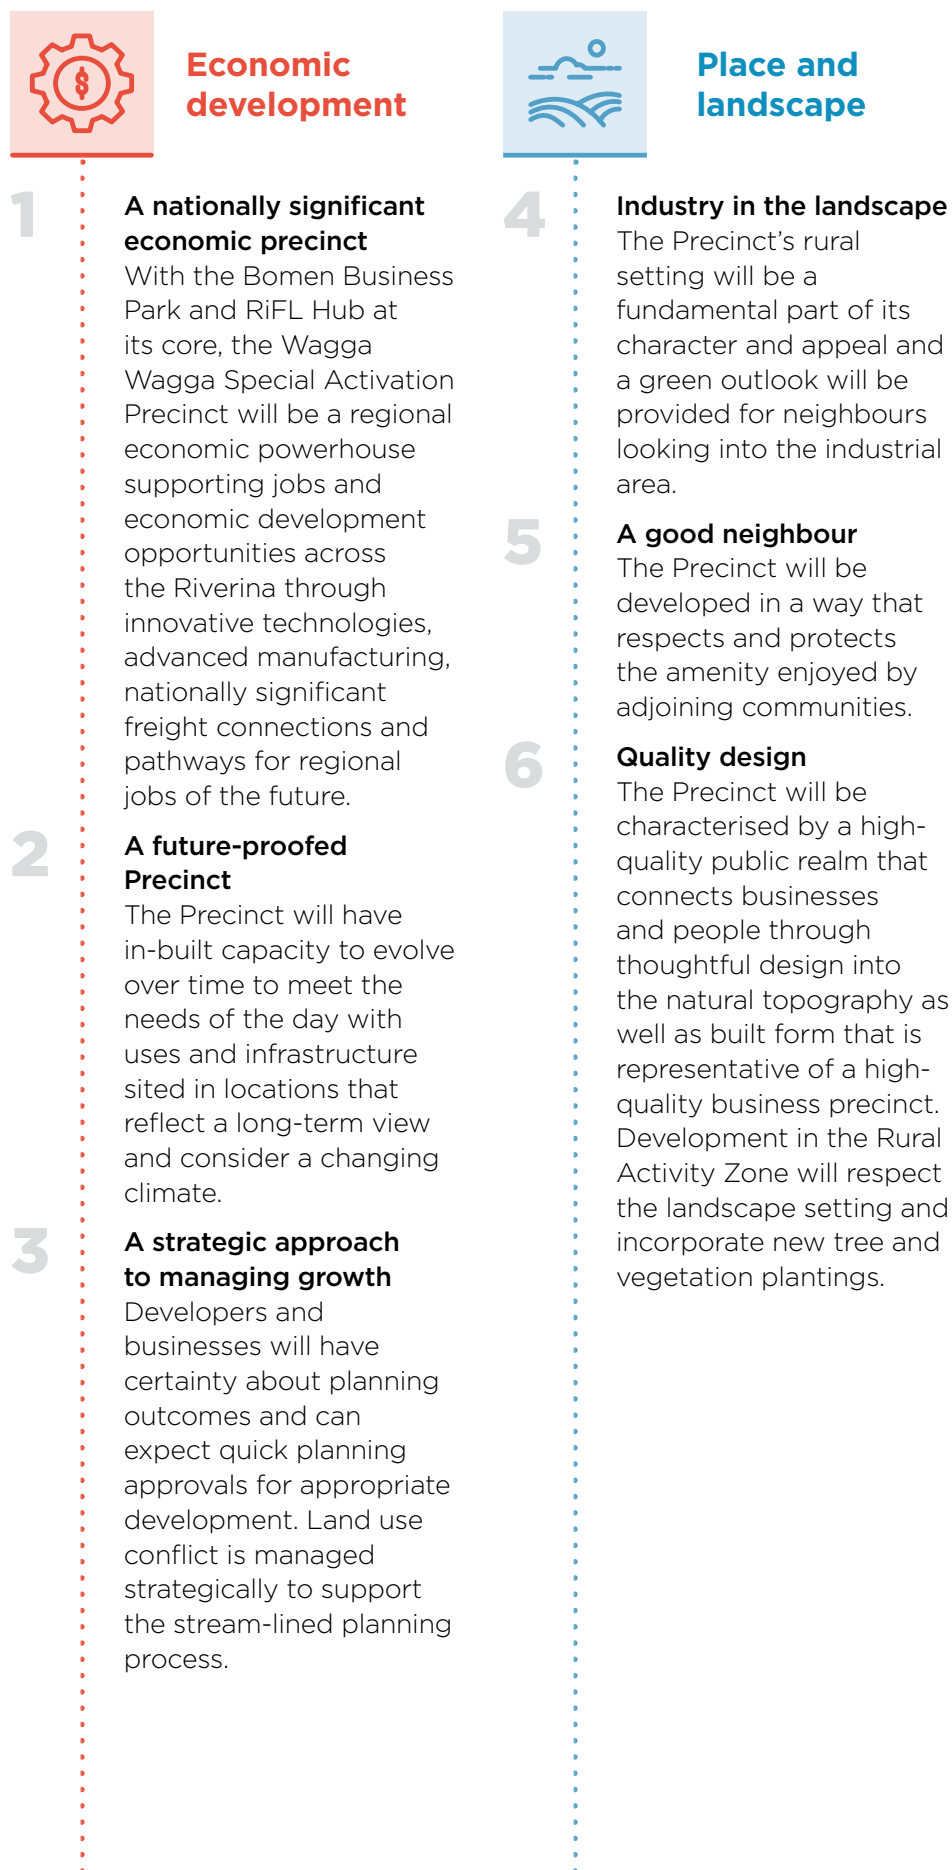 Economic
development
1
A nationally significant
economic precinct
With the Bomen Business
Park and RiFL Hub at
its core, the Wagga
Wagga Special Activation
Precinct will be a regional
economic powerhouse
supporting jobs and
economic development
opportunities across
the Riverina through
innovative technologies,
advanced manufacturing,
nationally significant
freight connections and
pathways for regional
jobs of the future.
2
A future-proofed
Precinct
The Precinct will have
in-built capacity to evolve
over time to meet the
needs of the day with
uses and infrastructure
sited in locations that
reflect a long-term view
and consider a changing
climate.
3
A strategic approach
to managing growth
Developers and
businesses will have
certainty about planning
outcomes and can
expect quick planning
approvals for appropriate
development. Land use
conflict is managed
strategically to support
the stream-lined planning
process.
Place and
landscape
4
Industry in the landscape
The Precinct’s rural
setting will be a
fundamental part of its
character and appeal and
a green outlook will be
provided for neighbours
looking into the industrial
area.
5
A good neighbour
The Precinct will be
developed in a way that
respects and protects
the amenity enjoyed by
adjoining communities.
6
Quality design
The Precinct will be
characterised by a high-
quality public realm that
connects businesses
and people through
thoughtful design into
the natural topography as
well as built form that is
representative of a high-
quality business precinct.
Development in the Rural
Activity Zone will respect
the landscape setting and
incorporate new tree and
vegetation plantings.